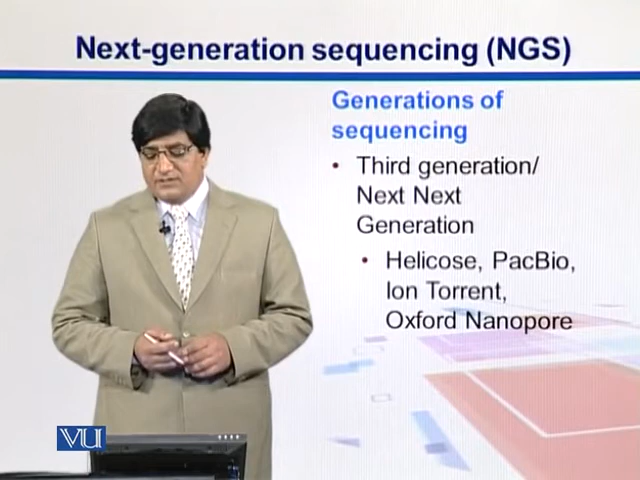 Next-generation sequencing (NGS)
Generations of
sequencing
• Third generation/
Next Next
Generation
• Helicose, PacBio,
Ion Torrent,
Oxford Nanopore
VU